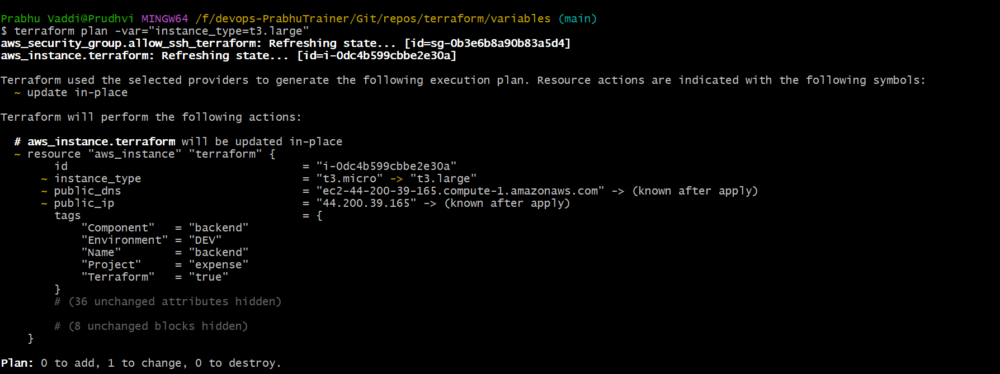 Prabhu Vaddi@Prudhvi MINGW64 /f/devops-PrabhuTrainer/Git/repos/terraform/variables (main)
$ terraform plan -var="instance_type=t3.large"
aws_security_group.allow_ssh_terraform: Refreshing state... [id=sg-0b3e6b8a90b83a5d4]
aws_instance.terraform: Refreshing state... [id=i-0dc4b599cbbe2e30a]
Terraform used the selected providers to generate the following execution plan. Resource actions are indicated with the following symbols:
  ~ update in-place
Terraform will perform the following actions:
  # aws_instance.terraform will be updated in-place
  ~ resource "aws_instance" "terraform" {
        id                                   = "i-0dc4b599cbbe2e30a"
      ~ instance_type                        = "t3.micro" -> "t3.large"
      ~ public_dns                           = "ec2-44-200-39-165.compute-1.amazonaws.com" -> (known after apply)
      ~ public_ip                            = "44.200.39.165" -> (known after apply)
        tags                                 = {
            "Component"   = "backend"
            "Environment" = "DEV"
            "Name"        = "backend"
            "Project"     = "expense"
            "Terraform"   = "true"
        }
        # (36 unchanged attributes hidden)
        # (8 unchanged blocks hidden)
    }
Plan: 0 to add, 1 to change, 0 to destroy.